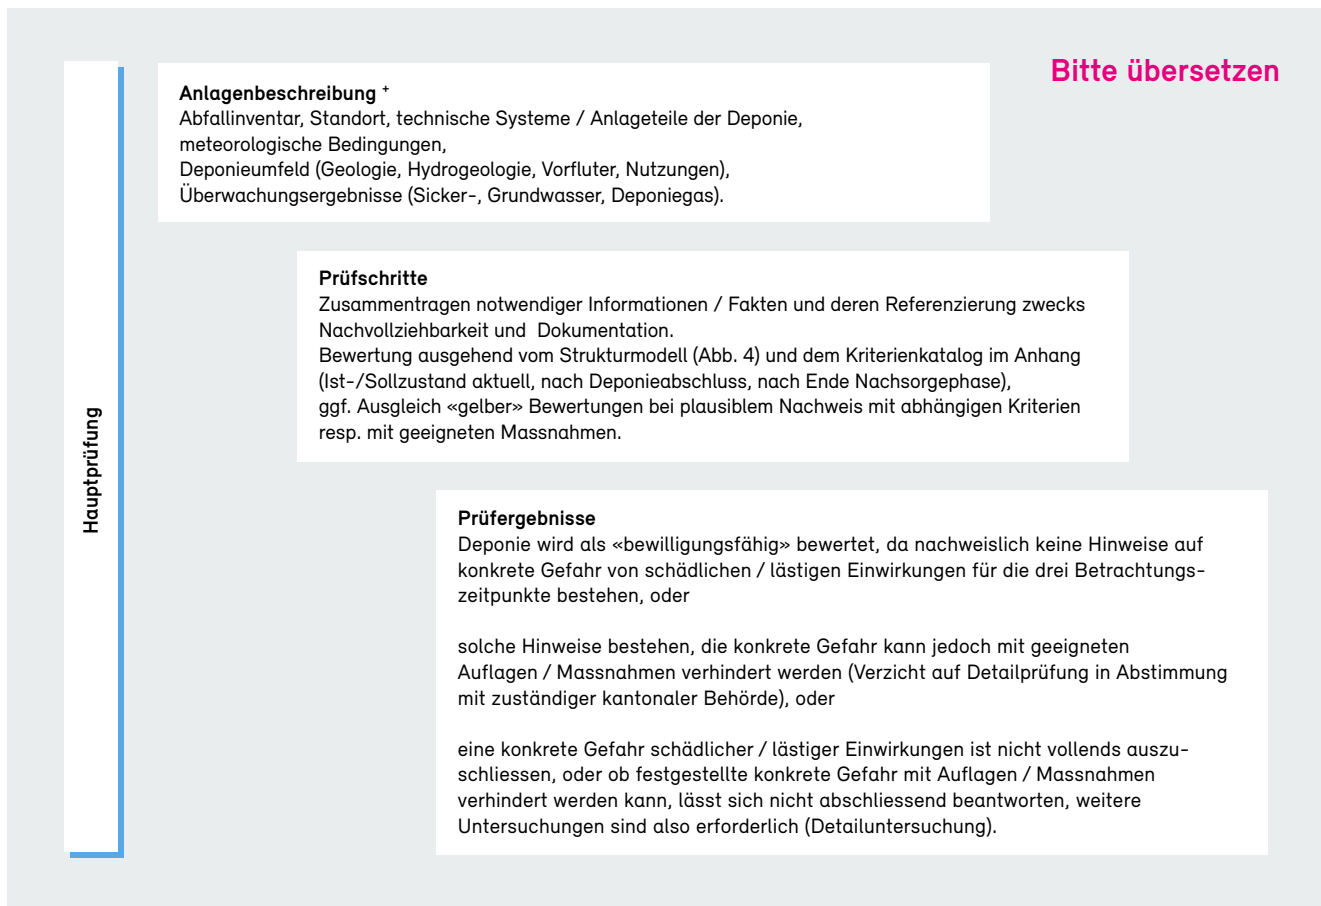 Bitte übersetzen
Anlagenbeschreibung +
Abfallinventar, Standort, technische Systeme / Anlageteile der Deponie,
meteorologische Bedingungen,
Deponieumfeld (Geologie, Hydrogeologie, Vorfluter, Nutzungen),
Überwachungsergebnisse (Sicker-, Grundwasser, Deponiegas).
Hauptprüfung
Prüfschritte
Zusammentragen notwendiger Informationen / Fakten und deren Referenzierung zwecks
Nachvollziehbarkeit und Dokumentation.
Bewertung ausgehend vom Strukturmodell (Abb. 4) und dem Kriterienkatalog im Anhang
(Ist-/Sollzustand aktuell, nach Deponieabschluss, nach Ende Nachsorgephase),
ggf. Ausgleich «gelber» Bewertungen bei plausiblem Nachweis mit abhängigen Kriterien
resp. mit geeigneten Massnahmen.
Prüfergebnisse
Deponie wird als «bewilligungsfähig» bewertet, da nachweislich keine Hinweise auf
konkrete Gefahr von schädlichen / lästigen Einwirkungen für die drei Betrachtungs-
zeitpunkte bestehen, oder
solche Hinweise bestehen, die konkrete Gefahr kann jedoch mit geeigneten
Auflagen / Massnahmen verhindert werden (Verzicht auf Detailprüfung in Abstimmung
mit zuständiger kantonaler Behörde), oder
eine konkrete Gefahr schädlicher / lästiger Einwirkungen ist nicht vollends auszu-
schliessen, oder ob festgestellte konkrete Gefahr mit Auflagen / Massnahmen
verhindert werden kann, lässt sich nicht abschliessend beantworten, weitere
Untersuchungen sind also erforderlich (Detailuntersuchung).